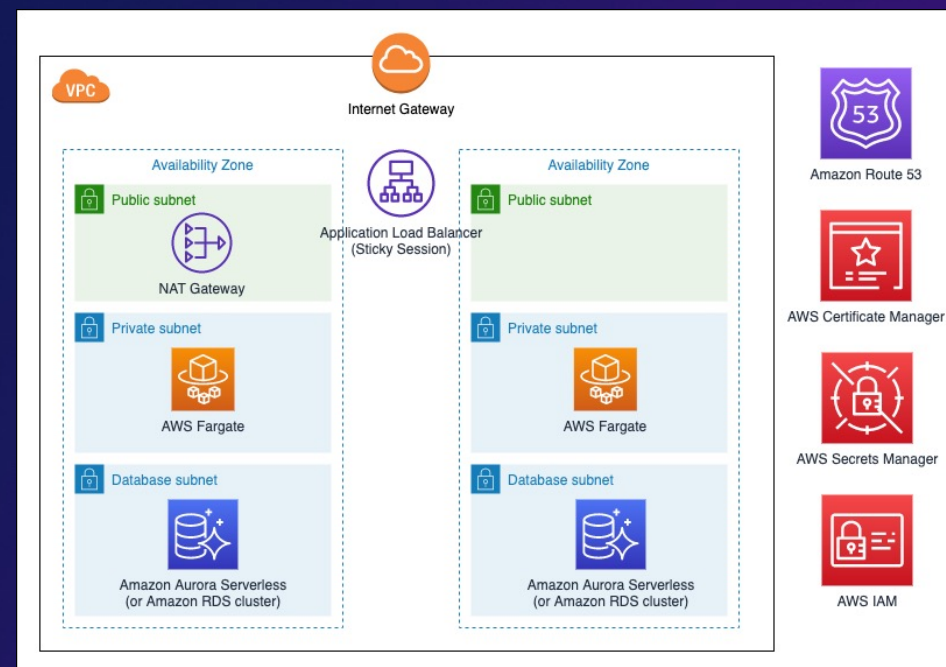 VPC
Internet Gateway
Availability Zone
Public subnet
NAT Gateway
Private subnet
AWS Fargate
Database subnet
Amazon Aurora Serverless
(or Amazon RDS cluster)
Application Load Balancer
(Sticky Session)
Availability Zone
Public subnet
Private subnet
AWS Fargate
Database subnet
Amazon Aurora Serverless
(or Amazon RDS cluster)
53
Amazon Route 53
AWS Certificate Manager
AWS Secrets Manager
AWS IAM